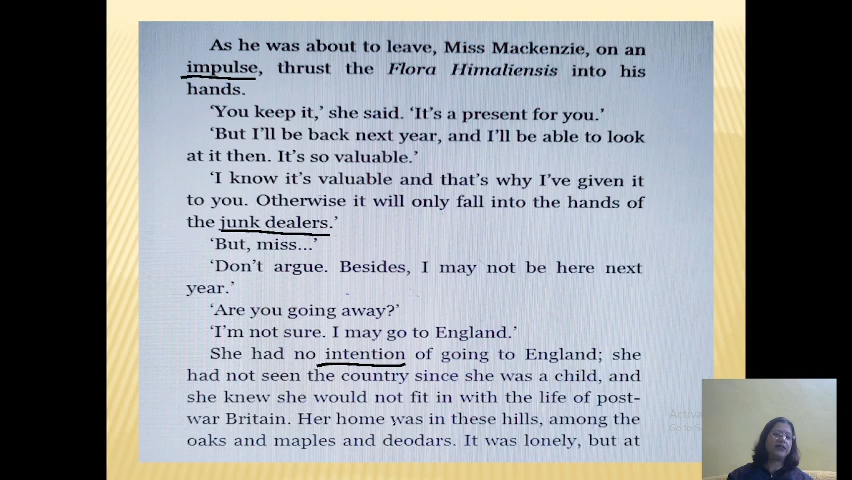 As he was about to leave, Miss Mackenzie, on an
impulse, thrust the Flora Himaliensis into his
hands.
‘You keep it,’ she said. ‘It’s a present for you.’
‘But I’ll be back next year, and I’ll be able to look
at it then. It’s so valuable.’
‘I know it’s valuable and that’s why I’ve given it
to you. Otherwise it will only fall into the hands of
the junk dealers.’
‘But, miss...’
‘Don’t argue. Besides, I may not be here next
year.’
‘Are you going away?’
‘I’m not sure. I may go to England.’
She had no intention of going to England; she
had not seen the country since she was a child, and
she knew she would not fit in with the life of post-
war Britain. Her home was in these hills, among the
oaks and maples and deodars. It was lonely, but at
Activa
Go to S